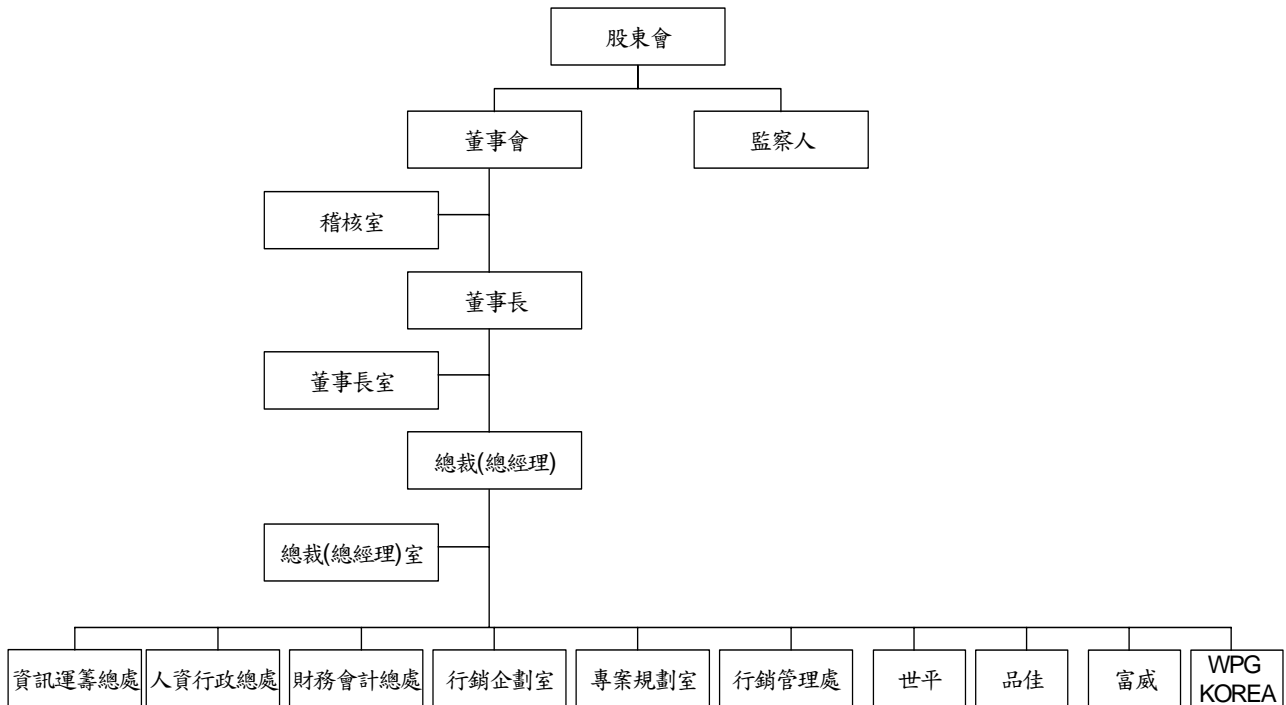 股東會
董事會
監察人
稽核室
董事長
董事長室
總裁(總經理)
總裁(總經理)室
資訊運籌總處
人資行政總處
財務會計總處
行銷企劃室
專案規劃室
行銷管理處
世平
品佳
富威
WPG
KOREA